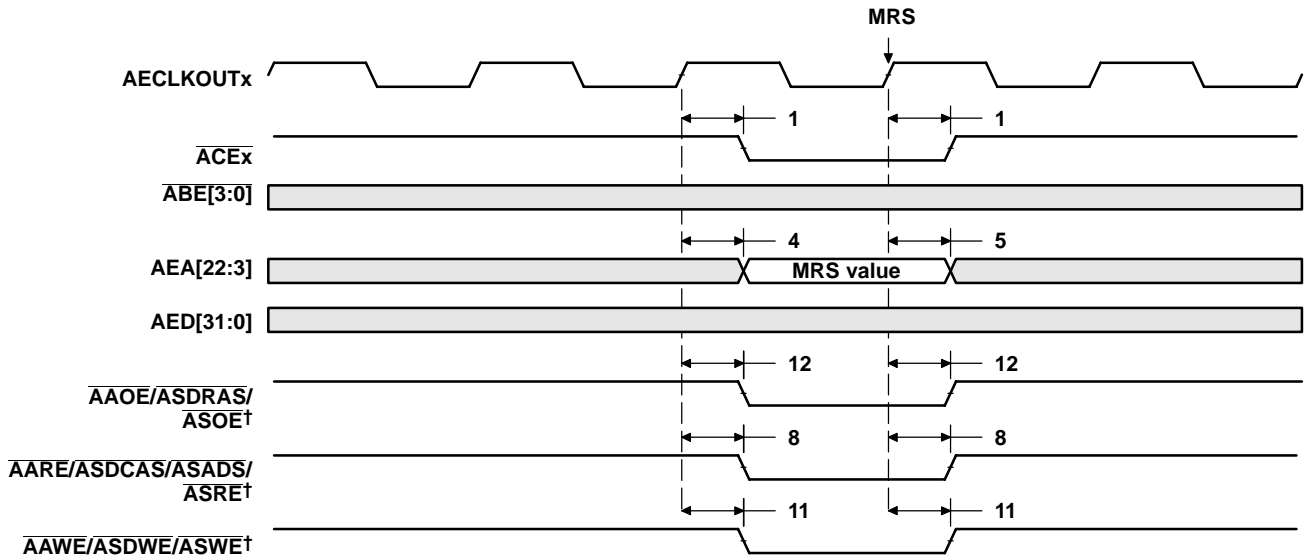 MRS
AECLKOUTx
1 1
ACEx
ABE[3:0]
4 5
AEA[22:3] MRS value
AED[31:0]
12 12
AAOE/ASDRAS/
ASOE†
8 8
AARE/ASDCAS/ASADS/
ASRE†
11 11
AAWE/ASDWE/ASWE†